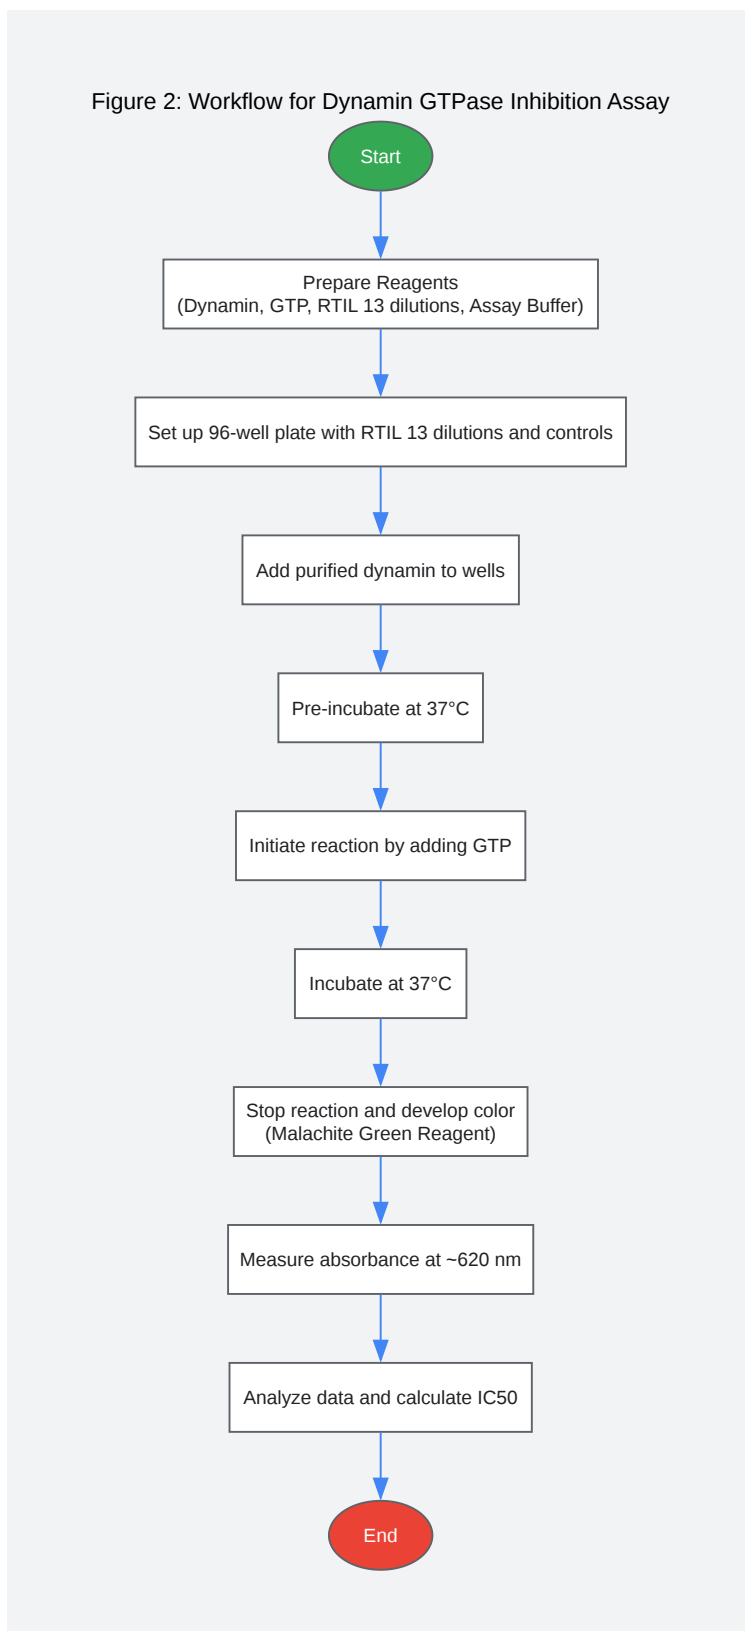 Figure 2: Workflow for Dynamin GTPase Inhibition Assay
Start
Prepare Reagents
(Dynamin, GTP, RTIL 13 dilutions, Assay Buffer)
Set up 96-well plate with RTIL 13 dilutions and controls
Add purified dynamin to wells
Pre-incubate at 37°C
Initiate reaction by adding GTP
Incubate at 37°C
Stop reaction and develop color
(Malachite Green Reagent)
Measure absorbance at ~620 nm
Analyze data and calculate IC50
End